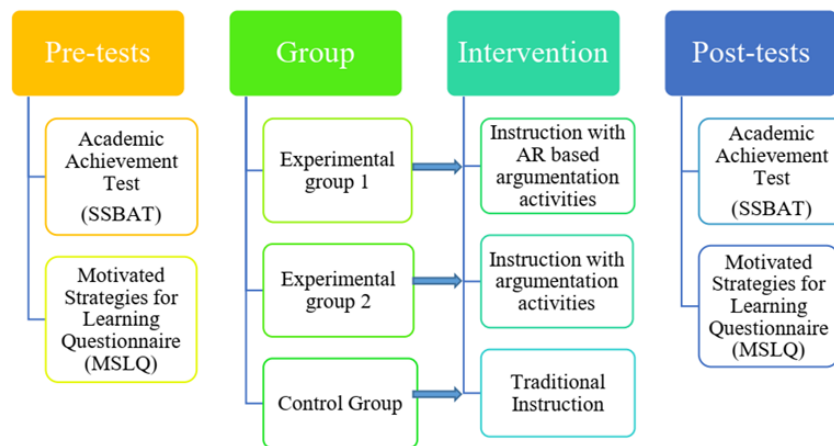 Pre-tests
Academic
Achievement
Test
(SSBAT)
Motivated
Strategies for
Learning
Questionnaire
(MSLQ)
Group
Experimental
group 1
Experimental
group 2
Control Group
Intervention
Instruction with
AR based
argumentation
activities
Instruction with
argumentation
activities
Traditional
Instruction
Post-tests
Academic
Achievement
Test
(SSBAT)
Motivated
Strategies for
Learning
Questionnaire
(MSLQ)